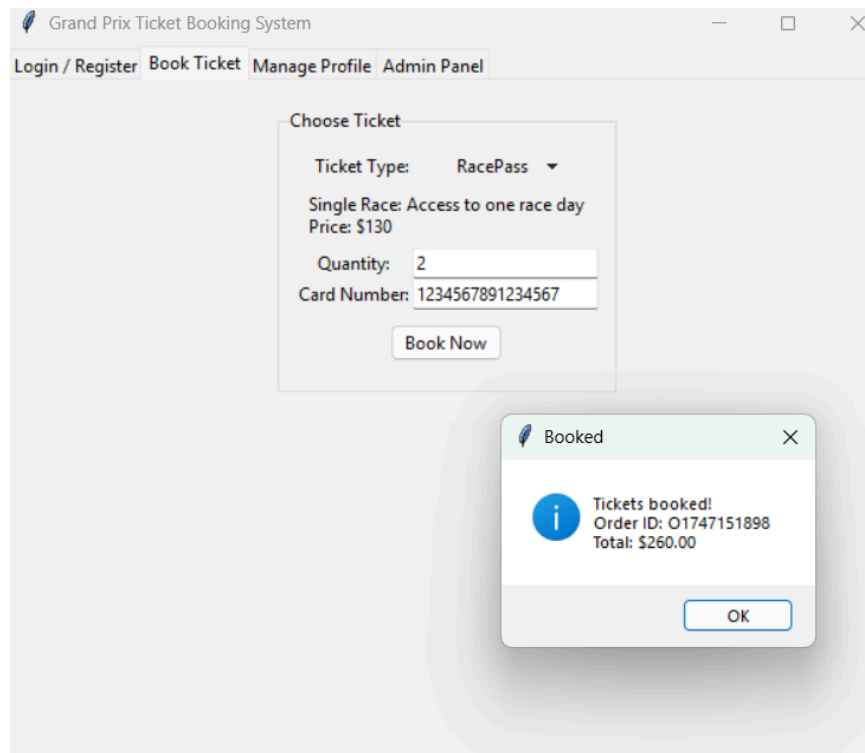 Grand Prix Ticket Booking System
Login / Register Book Ticket Manage Profile Admin Panel
Choose Ticket
Ticket Type: RacePass
Single Race: Access to one race day
Price: $130
Quantity: 2
Card Number: 1234567891234567
Book Now
Booked
Tickets booked!
Order ID: O1747151898
Total: $260.00
OK